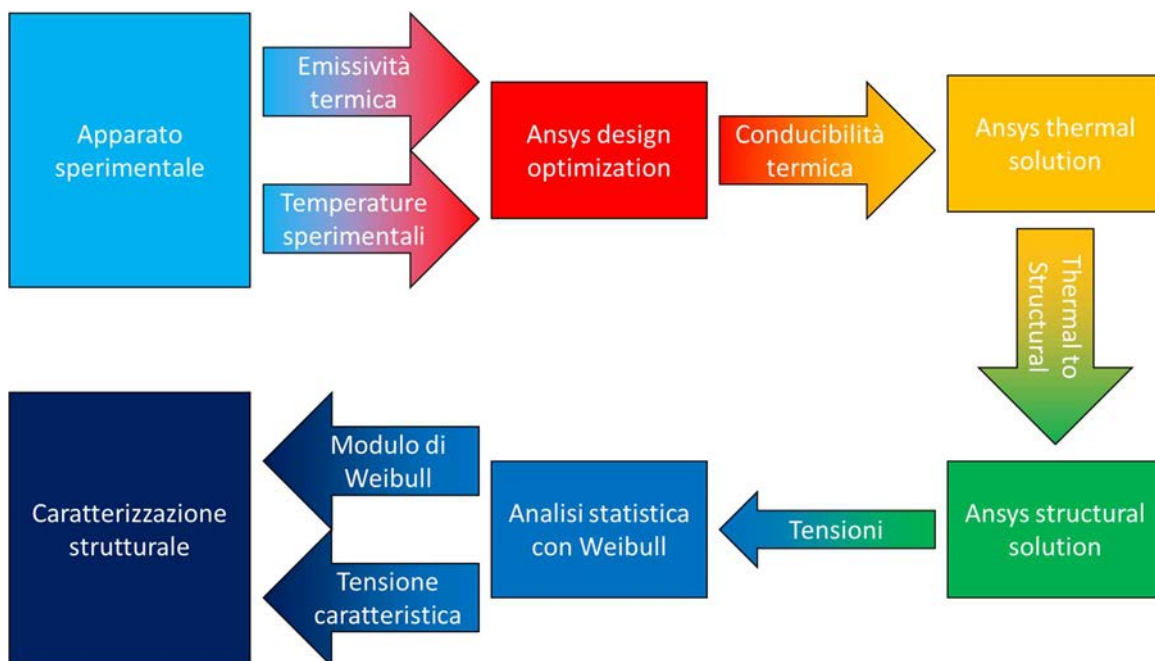 Apparato
sperimentale
Emissività
termica
Temperature
sperimentali
Ansys design
optimization
Conducibilità
termica
Ansys thermal
solution
Thermal to
Structural
Ansys structural
solution
Tensioni
Analisi statistica
con Weibull
Modulo di
Weibull
Tensione
caratteristica
Caratterizzazione
strutturale